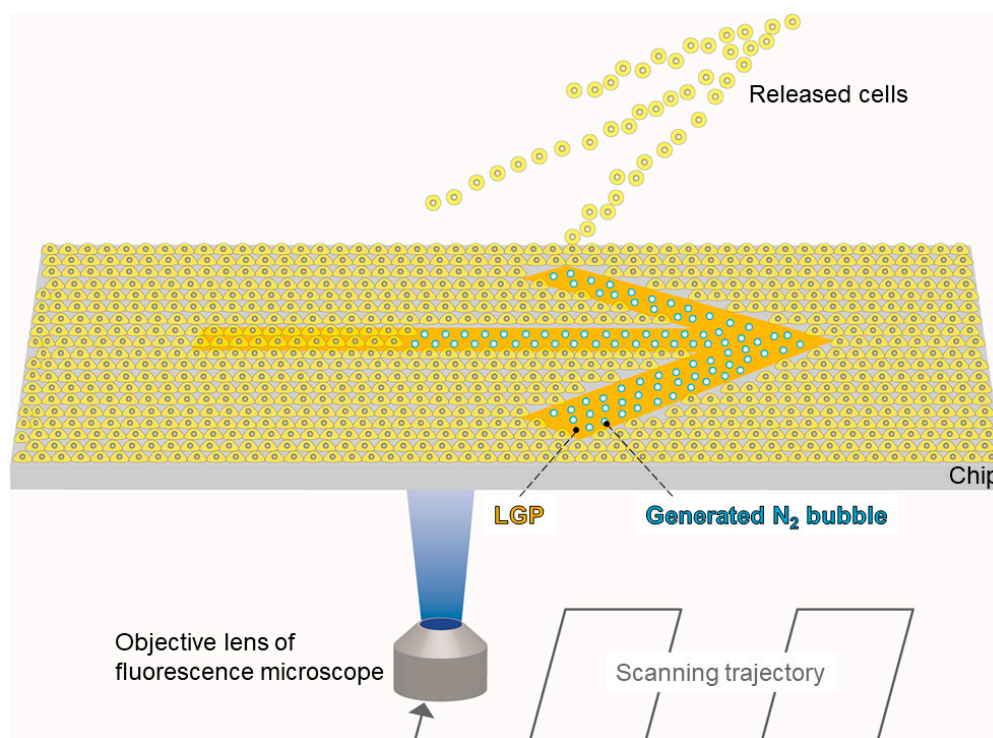 Released cells
Chip
LGP
Generated N₂ bubble
Objective lens of
fluorescence microscope
Scanning trajectory